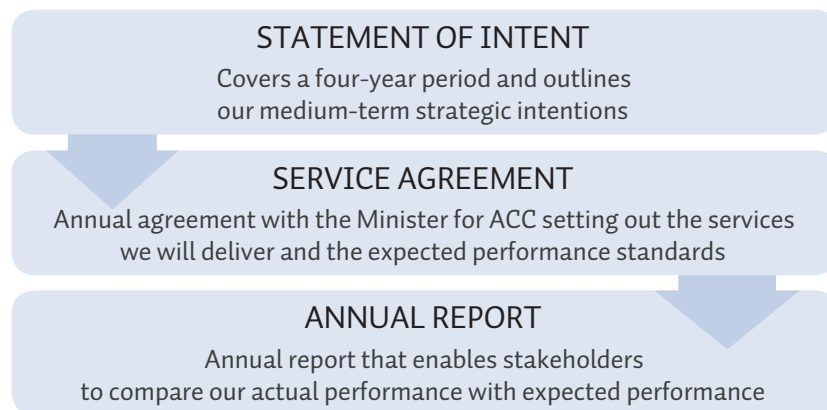 STATEMENT OF INTENT
Covers a four-year period and outlines
our medium-term strategic intentions
SERVICE AGREEMENT
Annual agreement with the Minister for ACC setting out the services
we will deliver and the expected performance standards
ANNUAL REPORT
Annual report that enables stakeholders
to compare our actual performance with expected performance